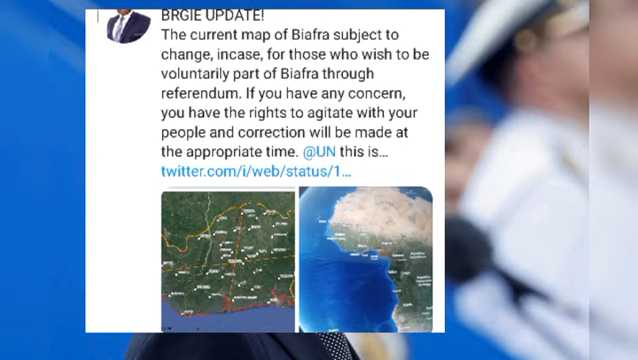 BRGIE UPDATE!
The current map of Biafra subject to
change, incase, for those who wish to be
voluntarily part of Biafra through
referendum. If you have any concern,
you have the rights to agitate with your
people and correction will be made at
the appropriate time. @UN this is…
twitter.com/i/web/status/1…